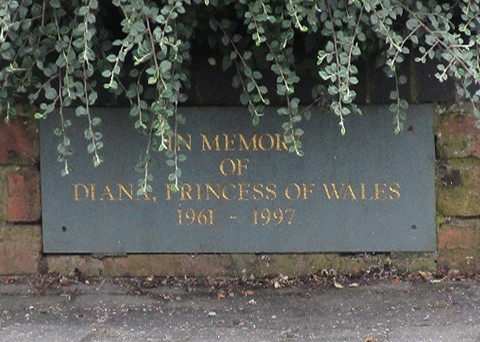 IN MEMORY
OF
DIANA, PRINCESS OF WALES
1961 - 1997